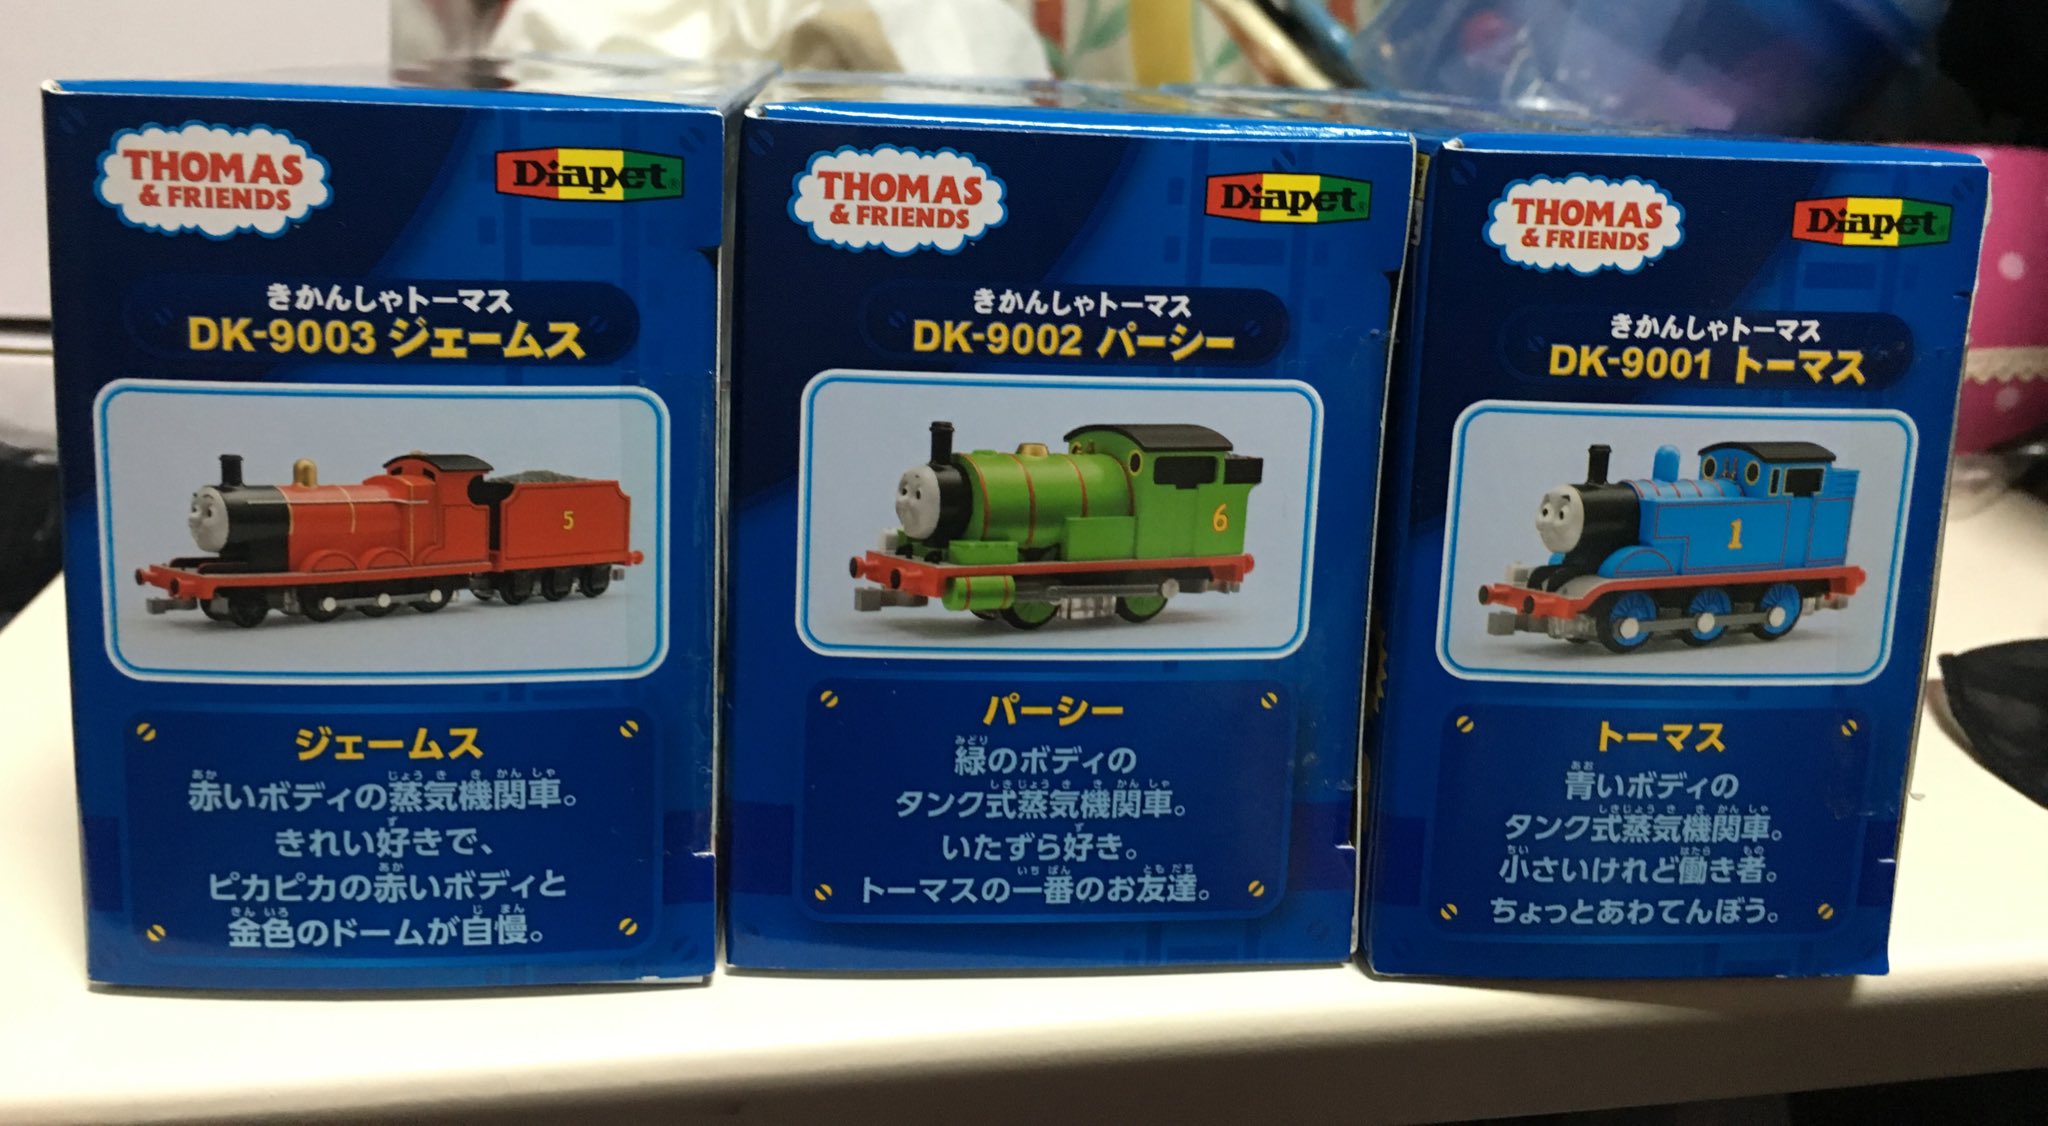 THOMAS
& FRIENDS
Diapet
きかんしゃトーマス
DK-9003 ジェームス
5
ジェームス
赤いボディの蒸気機関車。
きれい好きで、
ピカピカの赤いボディと
金色のドームが自慢。
THOMAS
& FRIENDS
Diapet
きかんしゃトーマス
DK-9002 パーシー
6
パーシー
緑のボディの
タンク式蒸気機関車。
いたずら好き。
トーマスの一番のお友達。
THOMAS
& FRIENDS
Diapet
きかんしゃトーマス
DK-9001 トーマス
1
トーマス
青いボディの
タンク式蒸気機関車。
小さいけれど働き者。
ちょっとあわてんぼう。